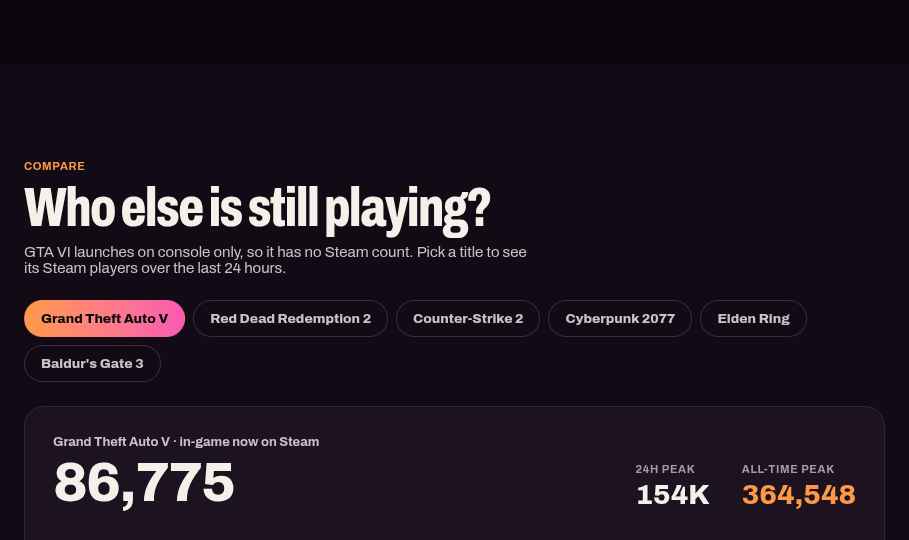 COMPARE
Who else is still playing?
GTA VI launches on console only, so it has no Steam count. Pick a title to see
its Steam players over the last 24 hours.
Grand Theft Auto V
Red Dead Redemption 2
Counter-Strike 2
Cyberpunk 2077
Elden Ring
Baldur's Gate 3
Grand Theft Auto V · in-game now on Steam
86,775
24H PEAK
154K
ALL-TIME PEAK
364,548